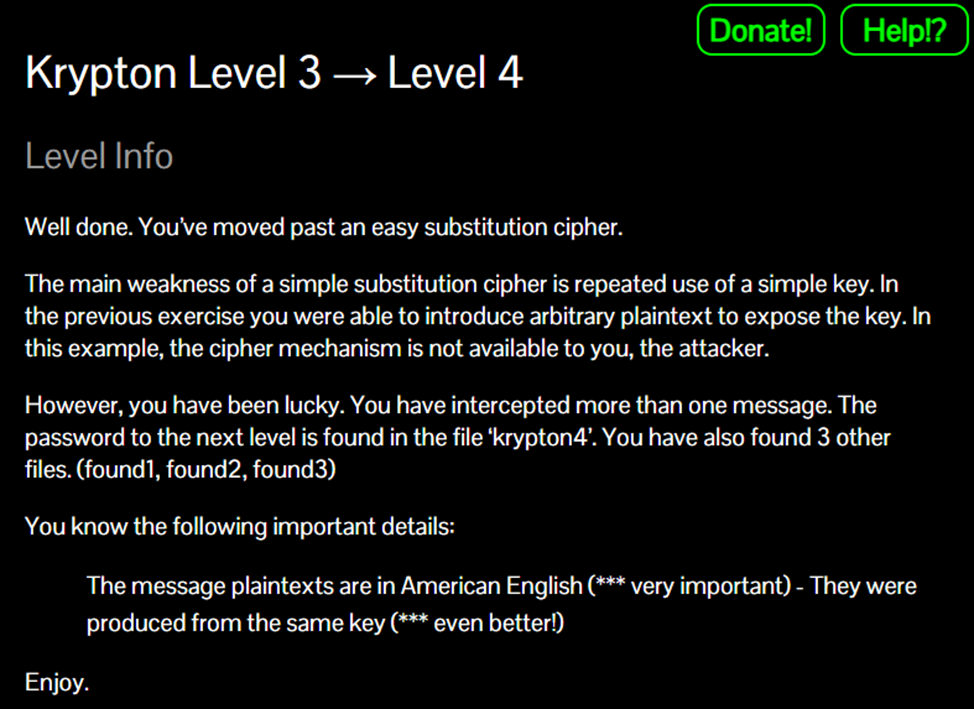 Donate! Help!?
Krypton Level 3 → Level 4
Level Info
Well done. You’ve moved past an easy substitution cipher.
The main weakness of a simple substitution cipher is repeated use of a simple key. In
the previous exercise you were able to introduce arbitrary plaintext to expose the key. In
this example, the cipher mechanism is not available to you, the attacker.
However, you have been lucky. You have intercepted more than one message. The
password to the next level is found in the file ‘krypton4’. You have also found 3 other
files. (found1, found2, found3)
You know the following important details:
The message plaintexts are in American English (*** very important) - They were
produced from the same key (*** even better!)
Enjoy.